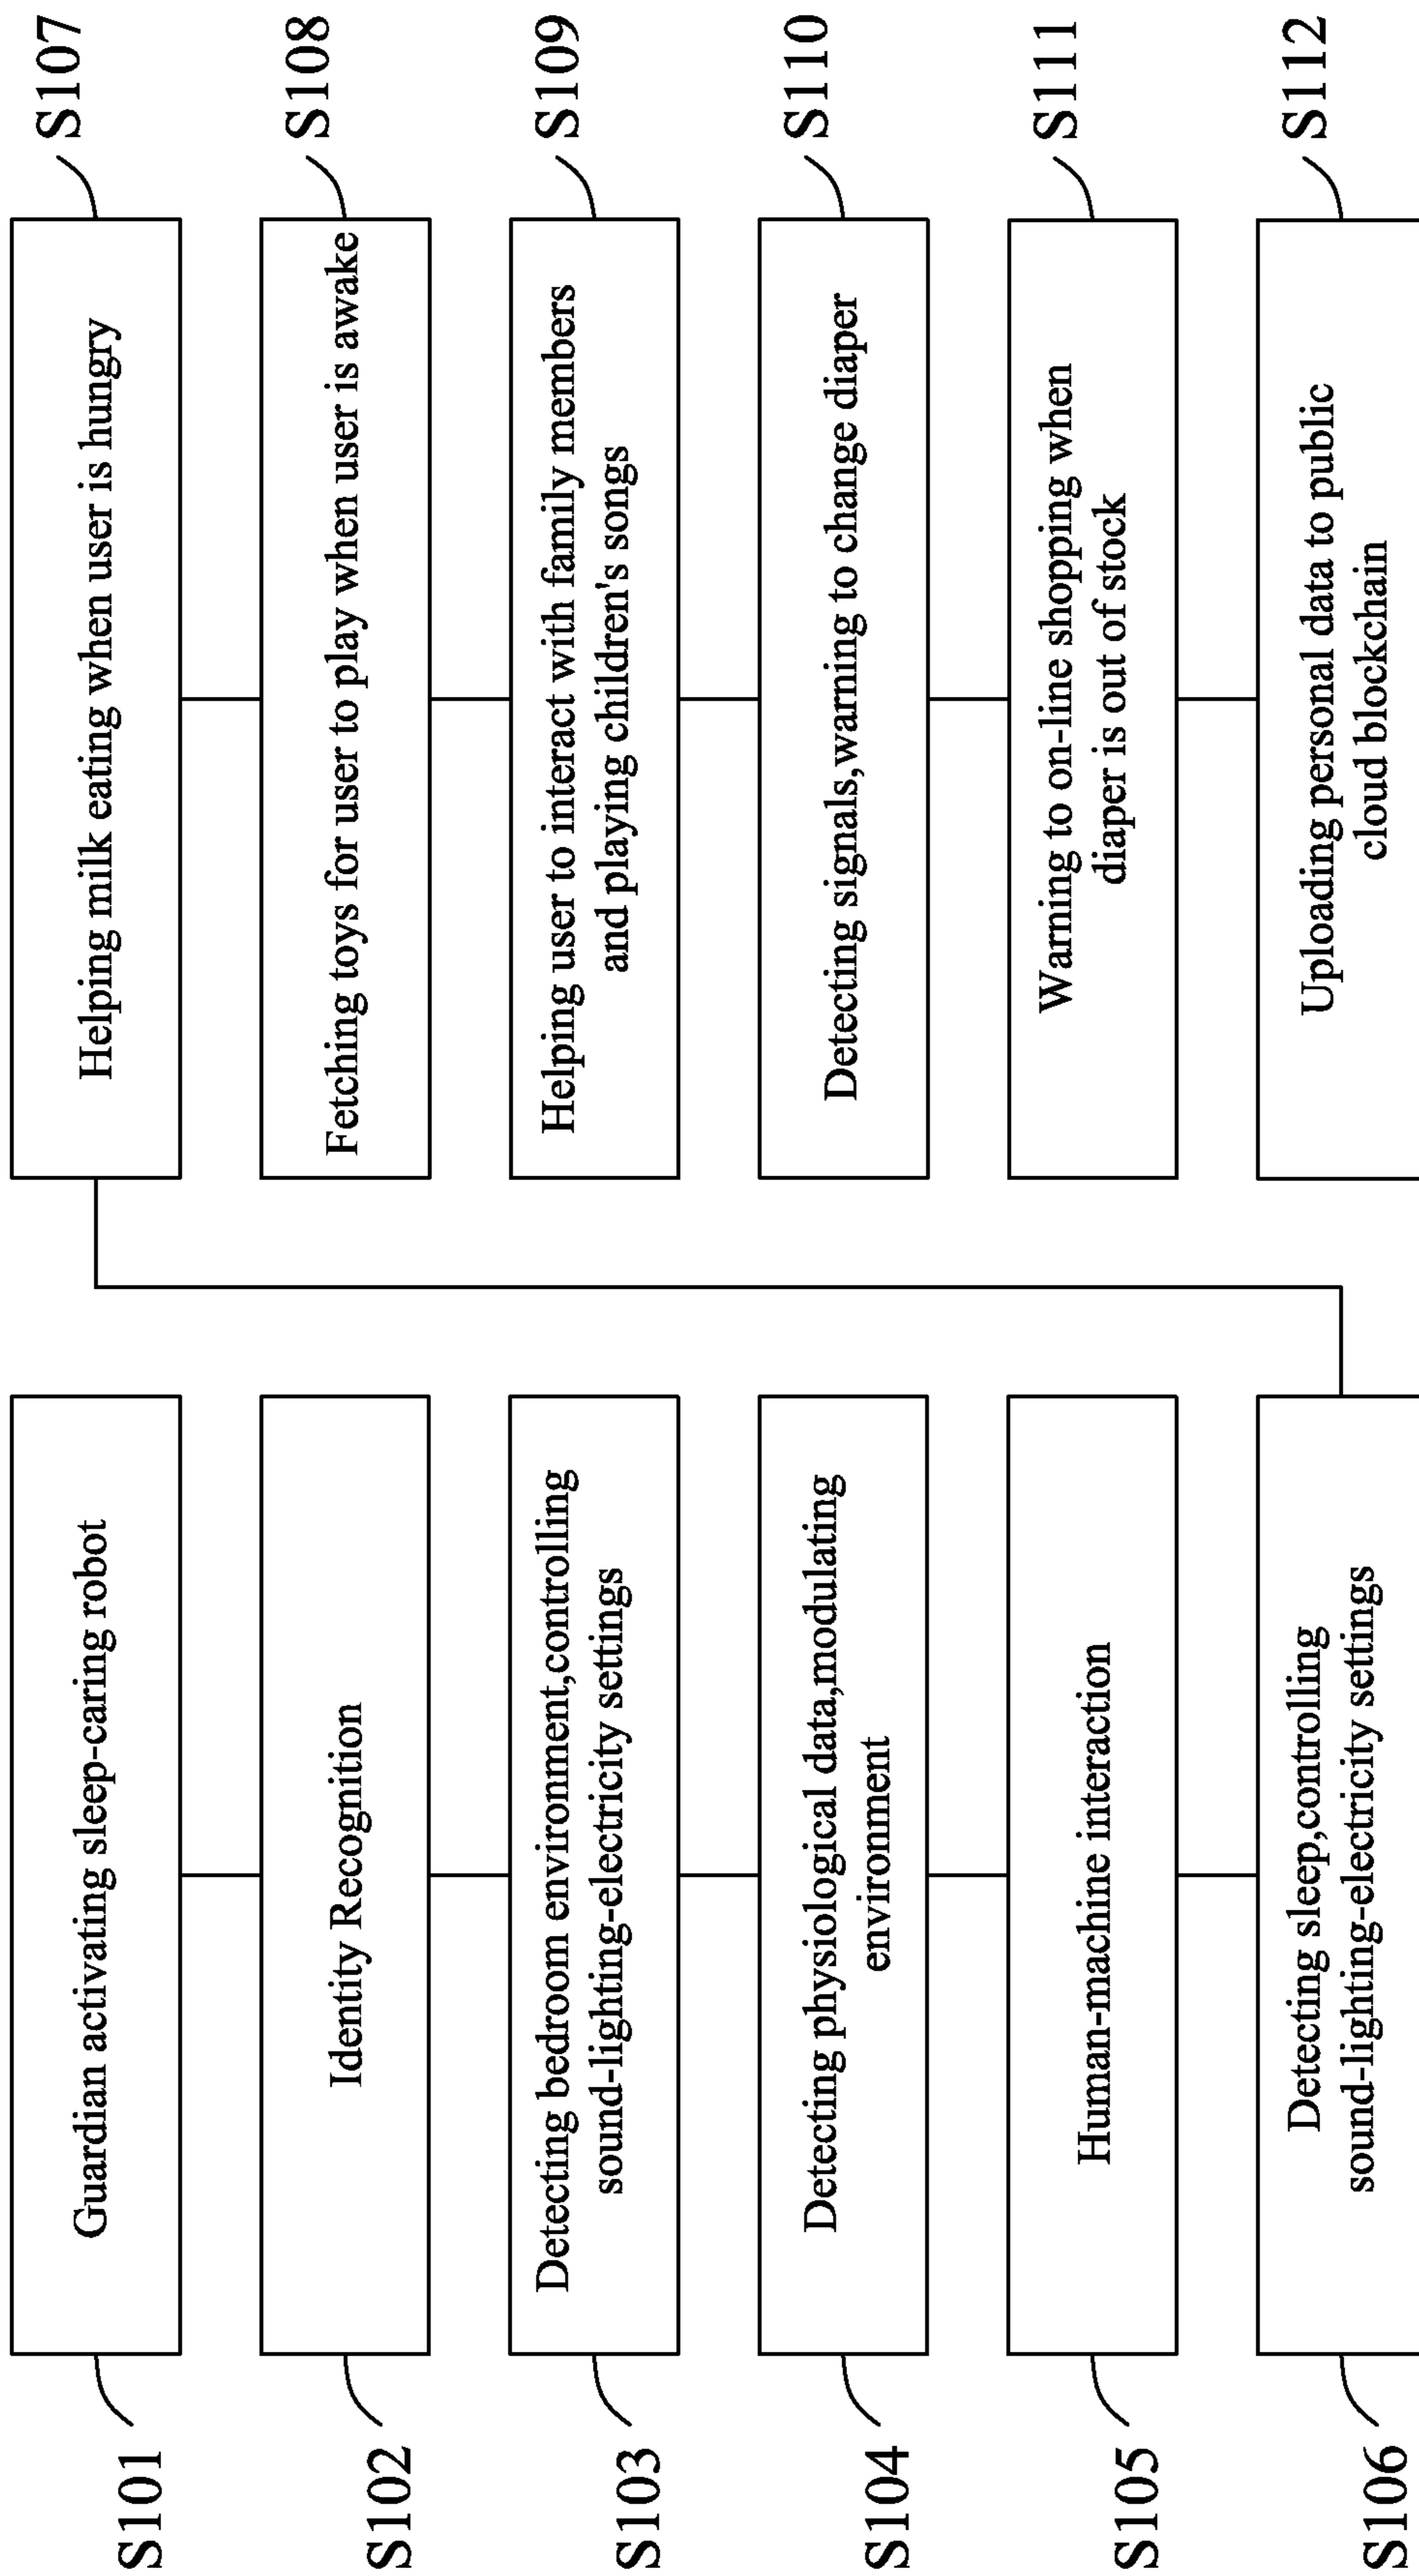 S101
Guardian activating sleep-caring robot
S102
Identity Recognition
S103
Detecting bedroom environment,controlling
sound-lighting-electricity settings
S104
Detecting physiological data,modulating
environment
S105
Human-machine interaction
S106
Detecting sleep,controlling
sound-lighting-electricity settings
Helping milk eating when user is hungry
S107
Fetching toys for user to play when user is awake
S108
Helping user to interact with family members
and playing children's songs
S109
Detecting signals,warning to change diaper
S110
Warning to on-line shopping when
diaper is out of stock
S111
Uploading personal data to public
cloud blockchain
S112